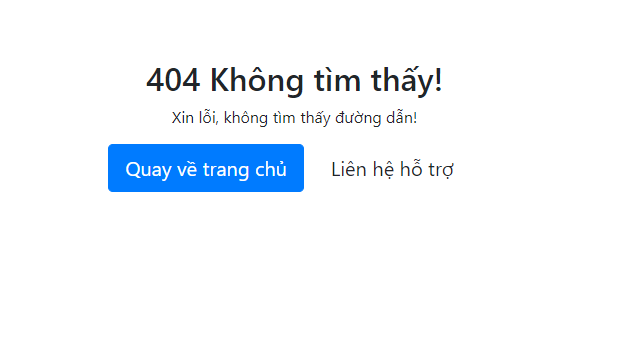 404 Không tìm thấy!
Xin lỗi, không tìm thấy đường dẫn!
Quay về trang chủ
Liên hệ hỗ trợ